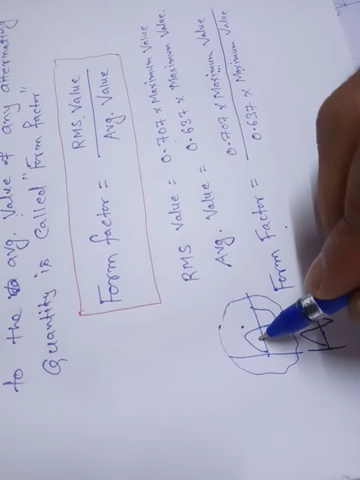 to the avg. Value of any alternating
Quantity is called "Form factor"
Form factor = RMS Value
Avg. Value
RMS Value = 0.707 x Maximum Value
Avg. Value = 0.637 x Maximum Value
Form Factor = 0.707 x Maximum Value
0.637 x Maximum Value